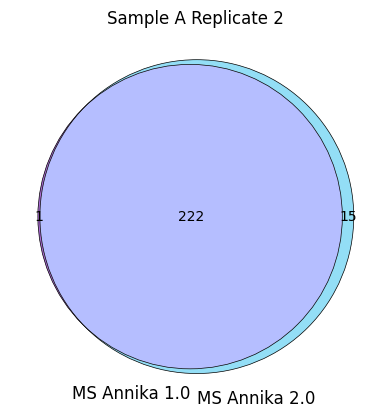 Sample A Replicate 2
1
222
15
MS Annika 1.0
MS Annika 2.0